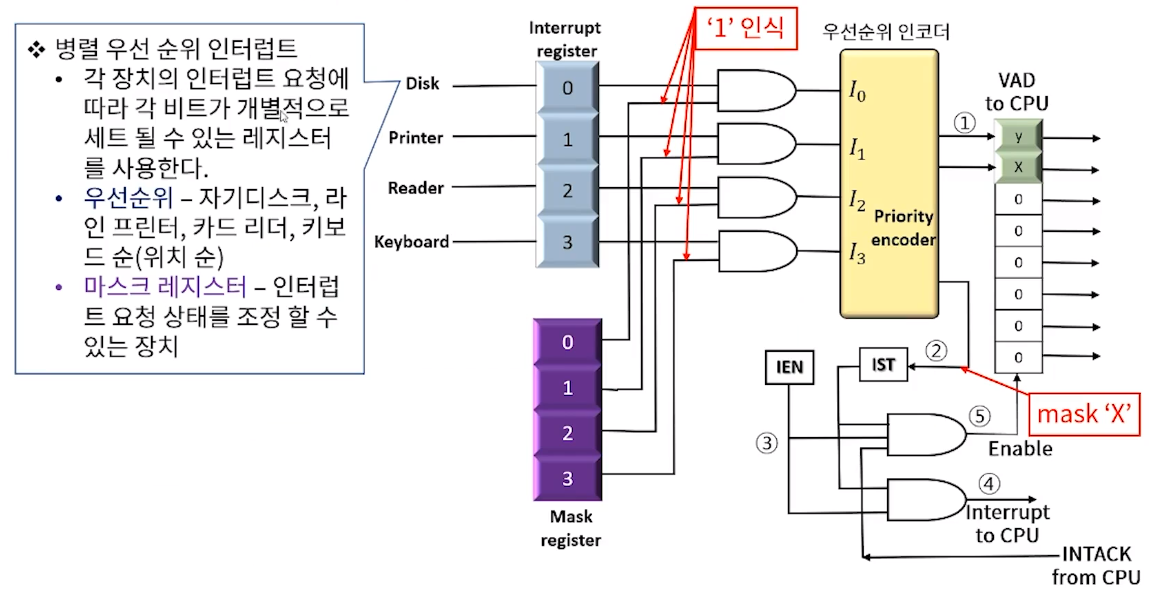 ❖ 병렬 우선 순위 인터럽트
• 각 장치의 인터럽트 요청에
따라 각 비트가 개별적으로
세트 될 수 있는 레지스터
를 사용한다.
• 우선순위 – 자기디스크, 라
인 프린터, 카드 리더, 키보
드 순(위치 순)
• 마스크 레지스터 – 인터럽
트 요청 상태를 조정 할 수
있는 장치
Interrupt
register
Disk
Printer
Reader
Keyboard
0
1
2
3
0
1
2
3
Mask
register
‘1’ 인식
우선순위 인코더
I0
I1
I2
I3
Priority
encoder
VAD
to CPU
①
y
X
0
0
0
0
0
0
IEN
IST
②
mask ‘X’
③
⑤
Enable
④
Interrupt
to CPU
INTACK
from CPU